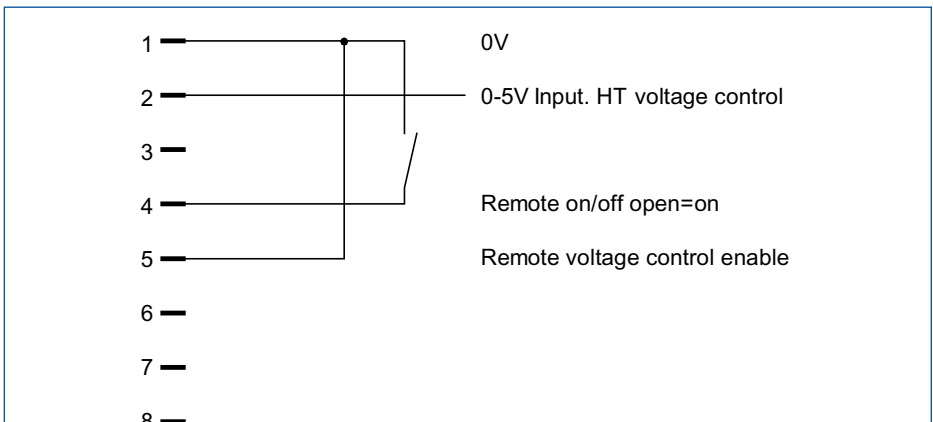 1 0V
2 0-5V Input. HT voltage control
3
4 Remote on/off open=on
5 Remote voltage control enable
6
7
8